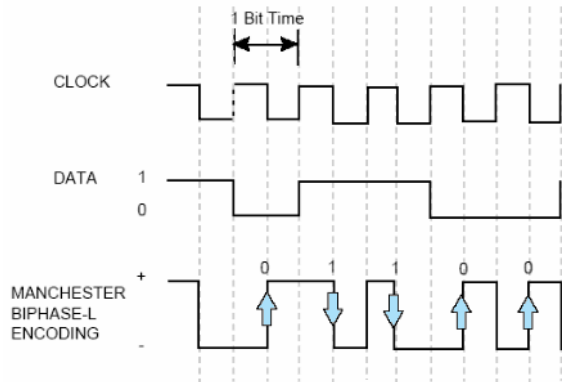 1 Bit Time
CLOCK
DATA 1
0
0 1 1 0 0
+
MANCHESTER
BIPHASE-L
ENCODING
-